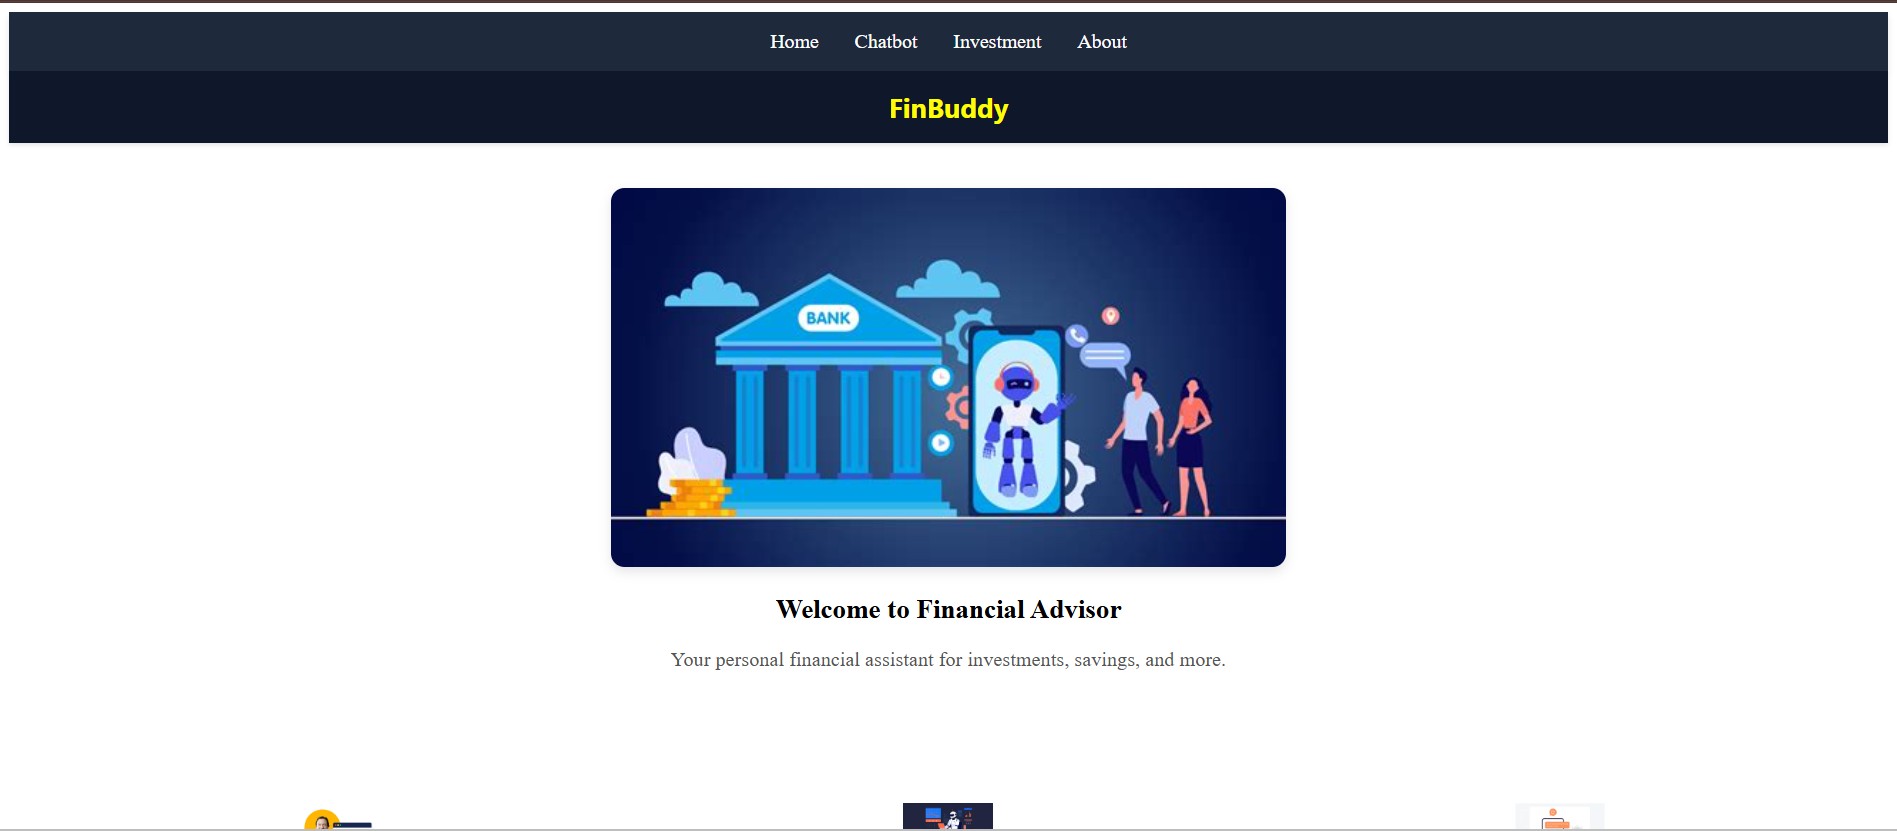 Home Chatbot Investment About
FinBuddy
BANK
Welcome to Financial Advisor
Your personal financial assistant for investments, savings, and more.